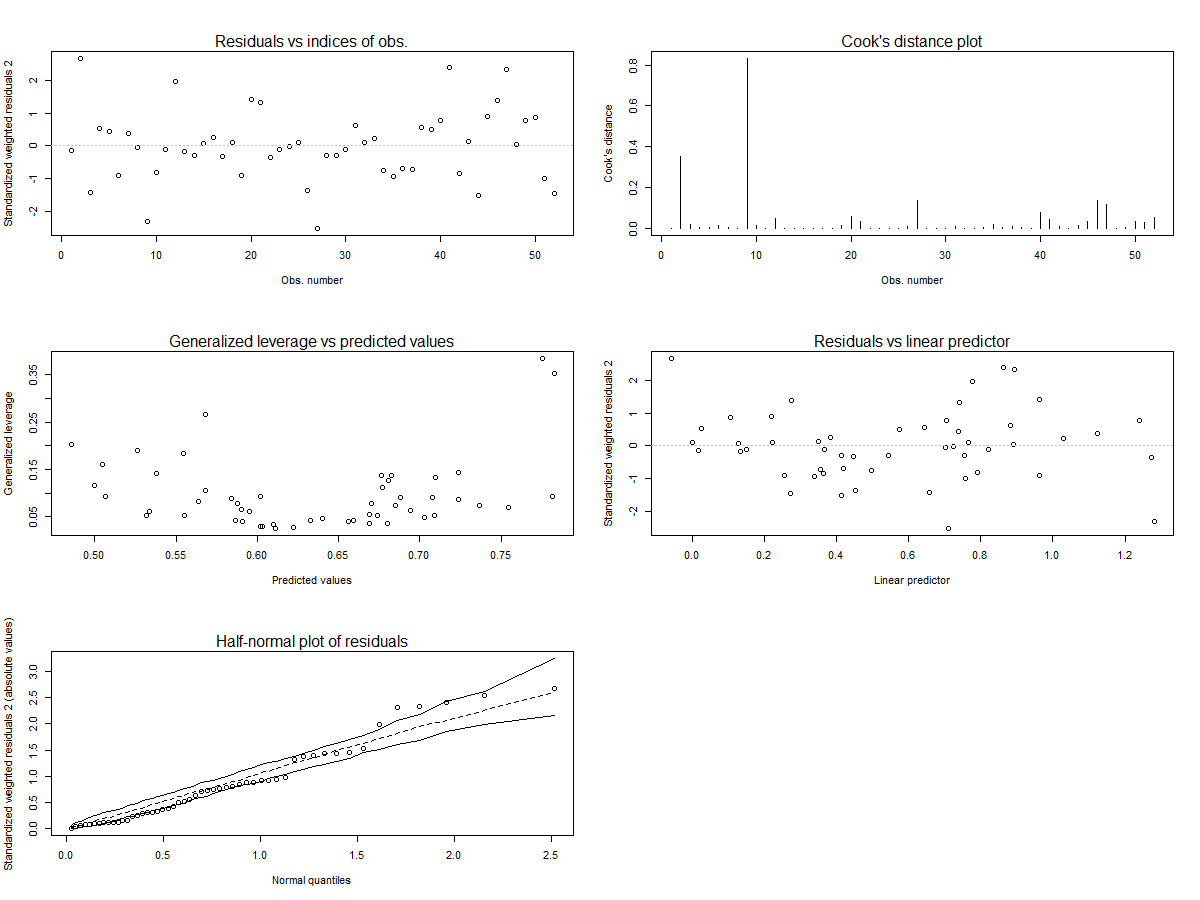 Residuals vs indices of obs.
Standardized weighted residuals 2
-2 -1 0 1 2
0 10 20 30 40 50
Obs. number
Cook's distance plot
Cook's distance
0.0 0.2 0.4 0.6 0.8
0 10 20 30 40 50
Obs. number
Generalized leverage vs predicted values
Generalized leverage
0.05 0.15 0.25 0.35
0.50 0.55 0.60 0.65 0.70 0.75
Predicted values
Residuals vs linear predictor
Standardized weighted residuals 2
-2 -1 0 1 2
0.0 0.2 0.4 0.6 0.8 1.0 1.2
Linear predictor
Half-normal plot of residuals
Standardized weighted residuals 2 (absolute values)
0.0 0.5 1.0 1.5 2.0 2.5 3.0
0.0 0.5 1.0 1.5 2.0 2.5
Normal quantiles